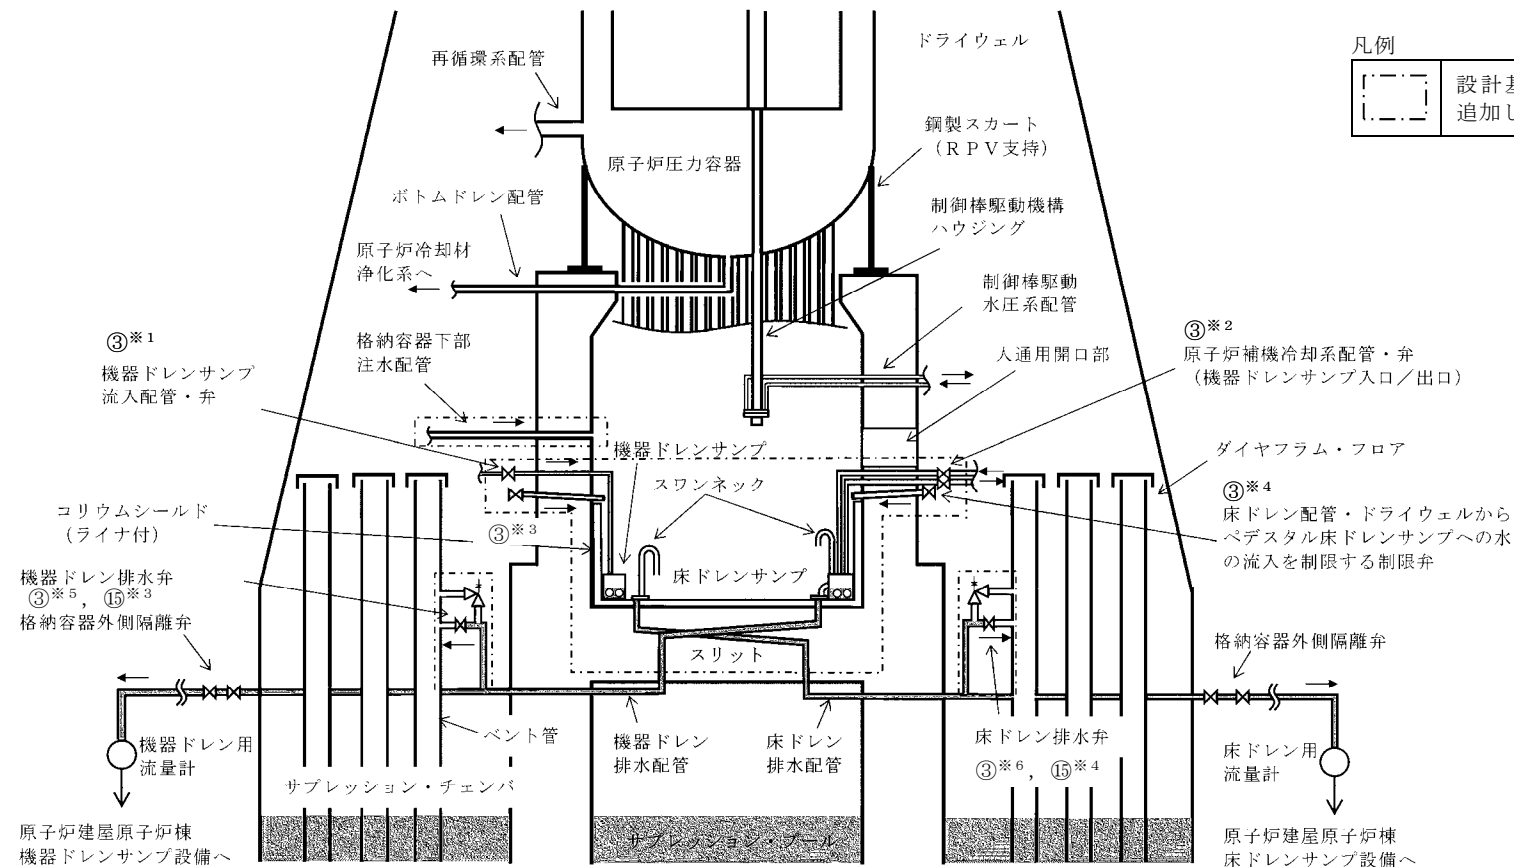 ドライウェル
凡例
設計基
追加し
再循環系配管
鋼製スカート
（ＲＰＶ支持）
原子炉圧力容器
ボトムドレン配管
制御棒駆動機構
ハウジング
原子炉冷却材
浄化系へ
制御棒駆動
水圧系配管
③※1
機器ドレンサンプ
流入配管・弁
格納容器下部
注水配管
人通用開口部
③※2
原子炉補機冷却系配管・弁
（機器ドレンサンプ入口／出口）
機器ドレンサンプ
ダイヤフラム・フロア
スワンネック
コリウムシールド
（ライナ付）
③※3
③※4
床ドレン配管・ドライウェルから
ペデスタル床ドレンサンプへの水
の流入を制限する制限弁
床ドレンサンプ
機器ドレン排水弁
③※5， ⑮※3
格納容器外側隔離弁
スリット
格納容器外側隔離弁
ベント管
機器ドレン
排水配管
床ドレン
排水配管
床ドレン排水弁
③※6， ⑮※4
機器ドレン用
流量計
床ドレン用
流量計
サプレッション・チェンバ
サプレッション・プール
原子炉建屋原子炉棟
機器ドレンサンプ設備へ
原子炉建屋原子炉棟
床ドレンサンプ設備へ